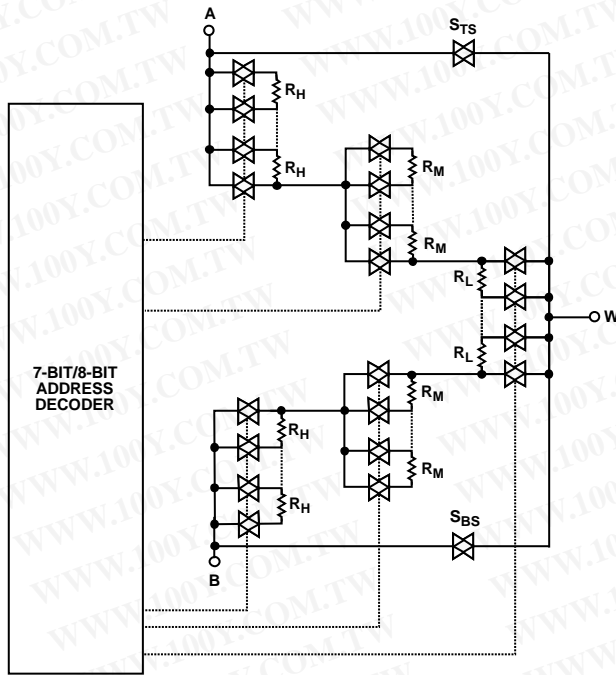 A
S_TS
R_H
R_H
R_M
R_M
R_L
W
R_L
7-BIT/8-BIT
ADDRESS
DECODER
R_M
R_H
R_M
R_H
S_BS
B
WWW.100Y.COM.TW